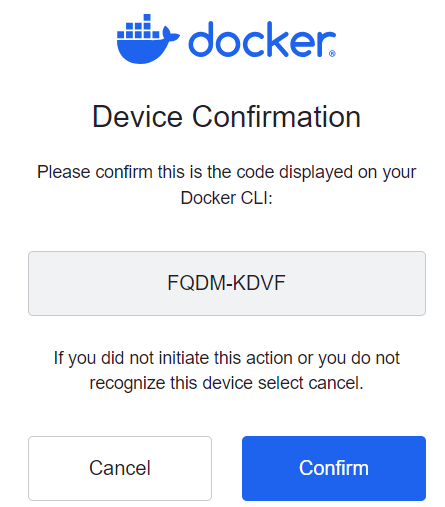 docker®
Device Confirmation
Please confirm this is the code displayed on your
Docker CLI:
FQDM-KDVF
If you did not initiate this action or you do not
recognize this device select cancel.
Cancel
Confirm